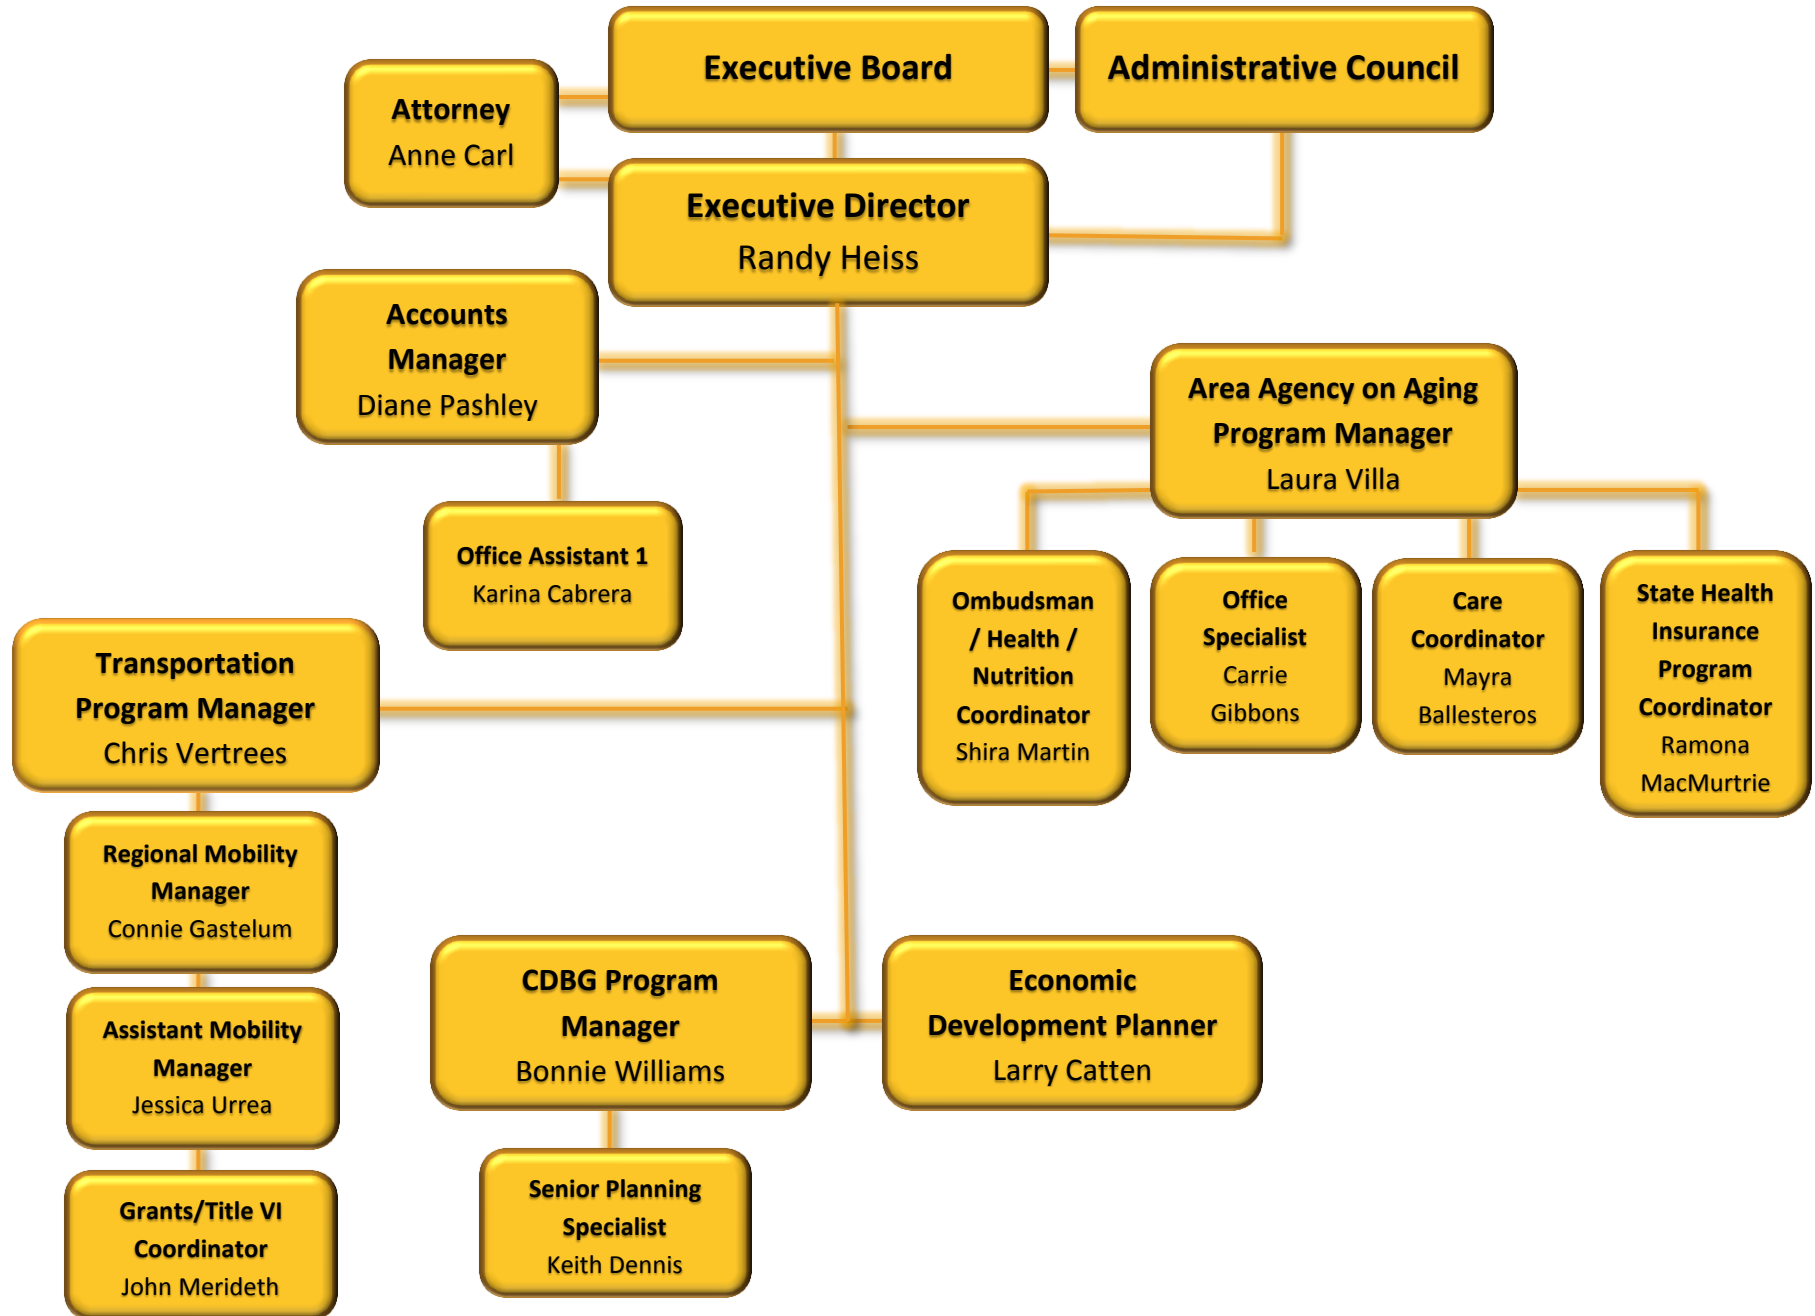 Executive Board
Administrative Council
Attorney
Anne Carl
Executive Director
Randy Heiss
Accounts
Manager
Diane Pashley
Area Agency on Aging
Program Manager
Laura Villa
Office Assistant 1
Karina Cabrera
Ombudsman
/ Health /
Nutrition
Coordinator
Shira Martin
Office
Specialist
Carrie
Gibbons
Care
Coordinator
Mayra
Ballesteros
State Health
Insurance
Program
Coordinator
Ramona
MacMurtrie
Transportation
Program Manager
Chris Vertrees
Regional Mobility
Manager
Connie Gastelum
Assistant Mobility
Manager
Jessica Urrea
Grants/Title VI
Coordinator
John Merideth
CDBG Program
Manager
Bonnie Williams
Economic
Development Planner
Larry Catten
Senior Planning
Specialist
Keith Dennis